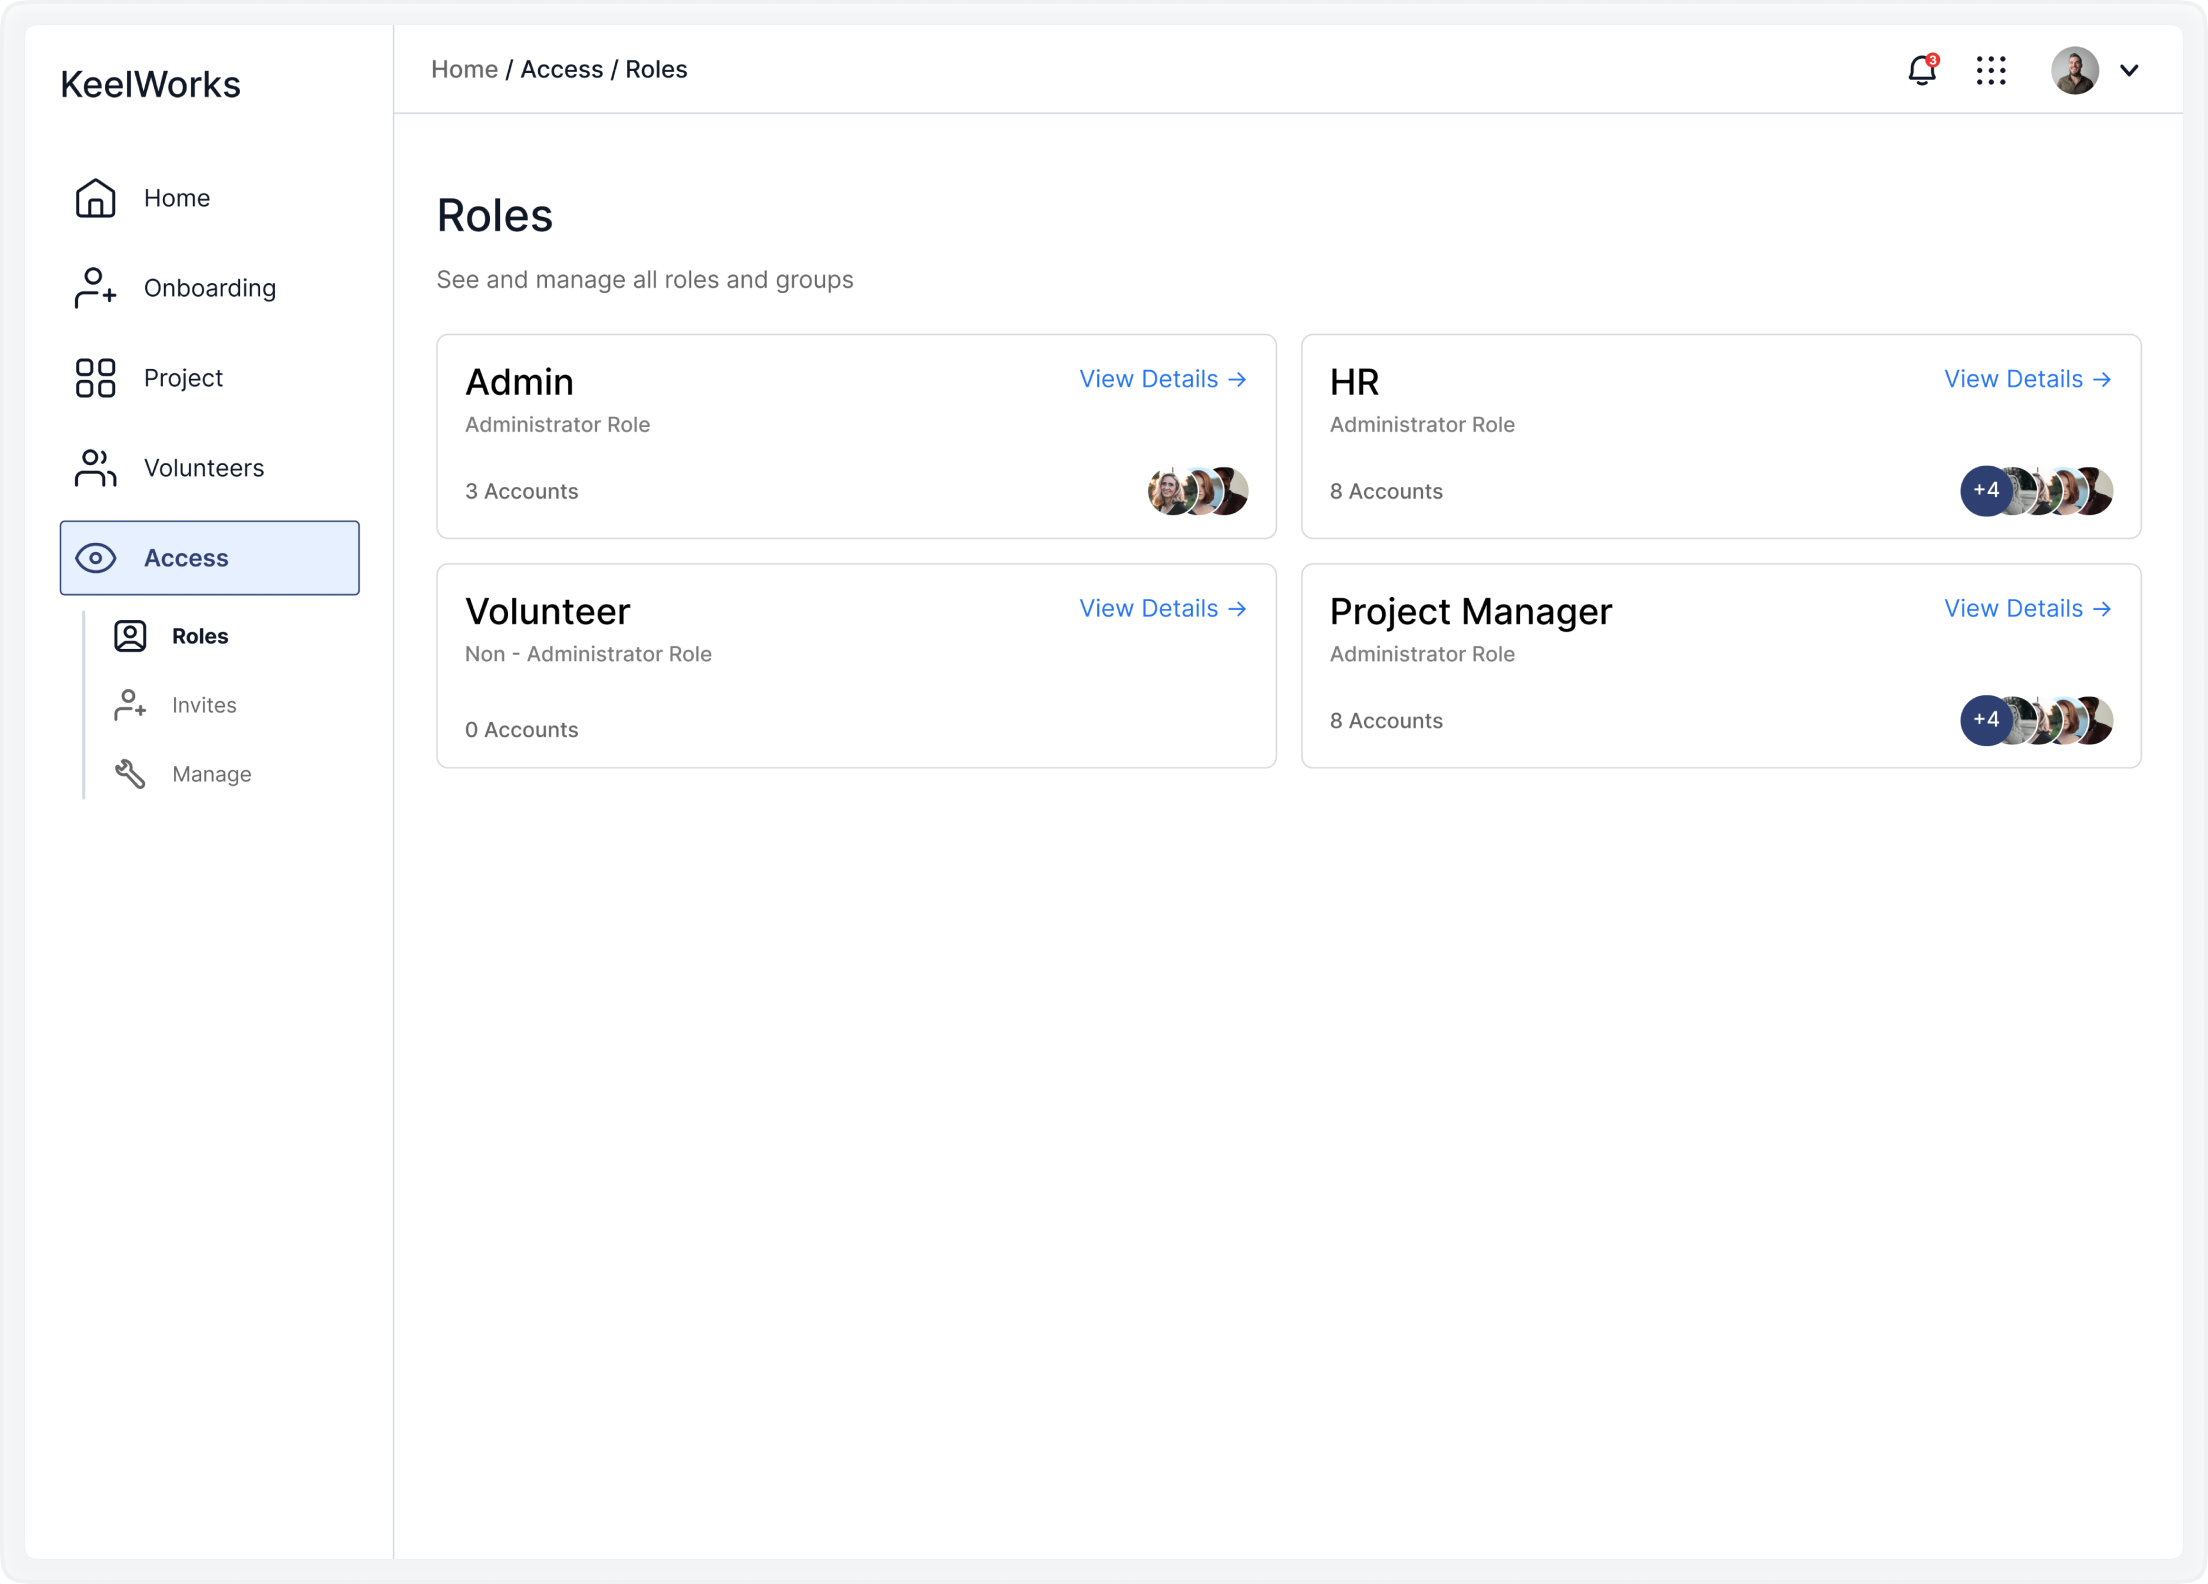 KeelWorks
Home / Access / Roles
3
Home
Onboarding
Project
Volunteers
Access
Roles
Invites
Manage
Roles
See and manage all roles and groups
Admin
View Details →
Administrator Role
3 Accounts
HR
View Details →
Administrator Role
8 Accounts
+4
Volunteer
View Details →
Non - Administrator Role
0 Accounts
Project Manager
View Details →
Administrator Role
8 Accounts
+4